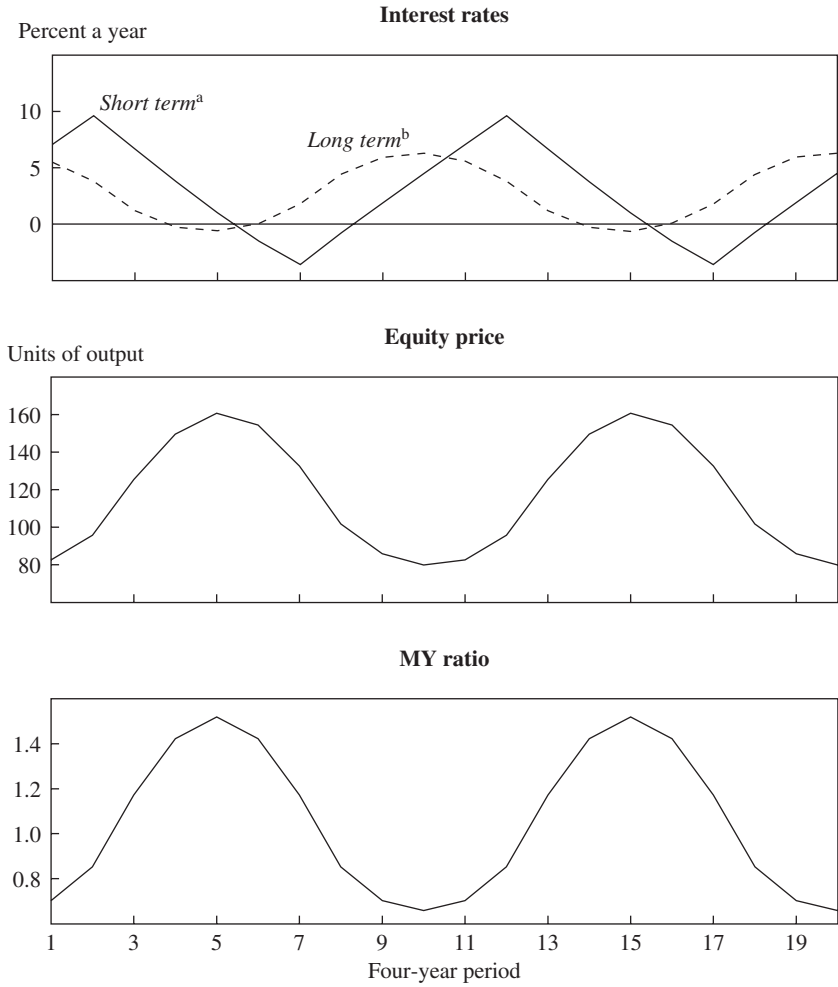 Interest rates
Percent a year
Short term^a
Long term^b
10
5
0
Equity price
Units of output
160
140
120
100
80
MY ratio
1.4
1.2
1.0
0.8
1 3 5 7 9 11 13 15 17 19
Four-year period